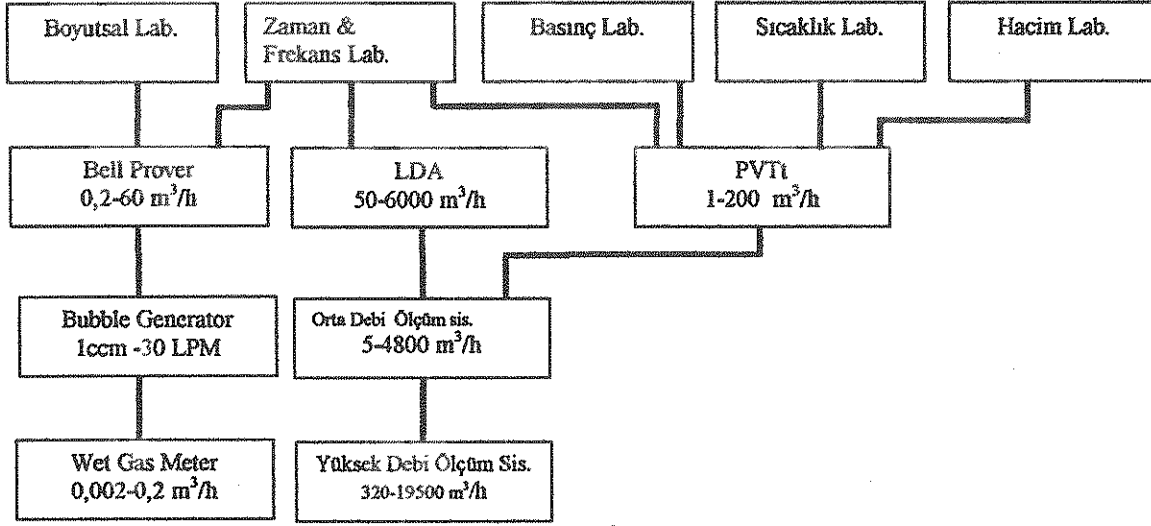 Boyutsal Lab.
Zaman &
Frekans Lab.
Basınç Lab.
Sıcaklık Lab.
Hacim Lab.
Bell Prover
0,2-60 m³/h
LDA
50-6000 m³/h
PVTt
1-200 m³/h
Bubble Generator
1ccm -30 LPM
Orta Debi Ölçüm sis.
5-4800 m³/h
Wet Gas Meter
0,002-0,2 m³/h
Yüksek Debi Ölçüm Sis.
320-19500 m³/h